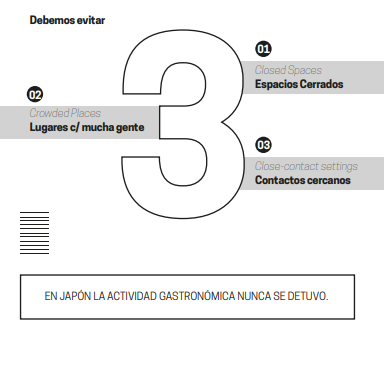 Debemos evitar
3
01
Closed Spaces
Espacios Cerrados
02
Crowded Places
Lugares c/ mucha gente
03
Close-contact settings
Contactos cercanos
EN JAPÓN LA ACTIVIDAD GASTRONÓMICA NUNCA SE DETUVO.